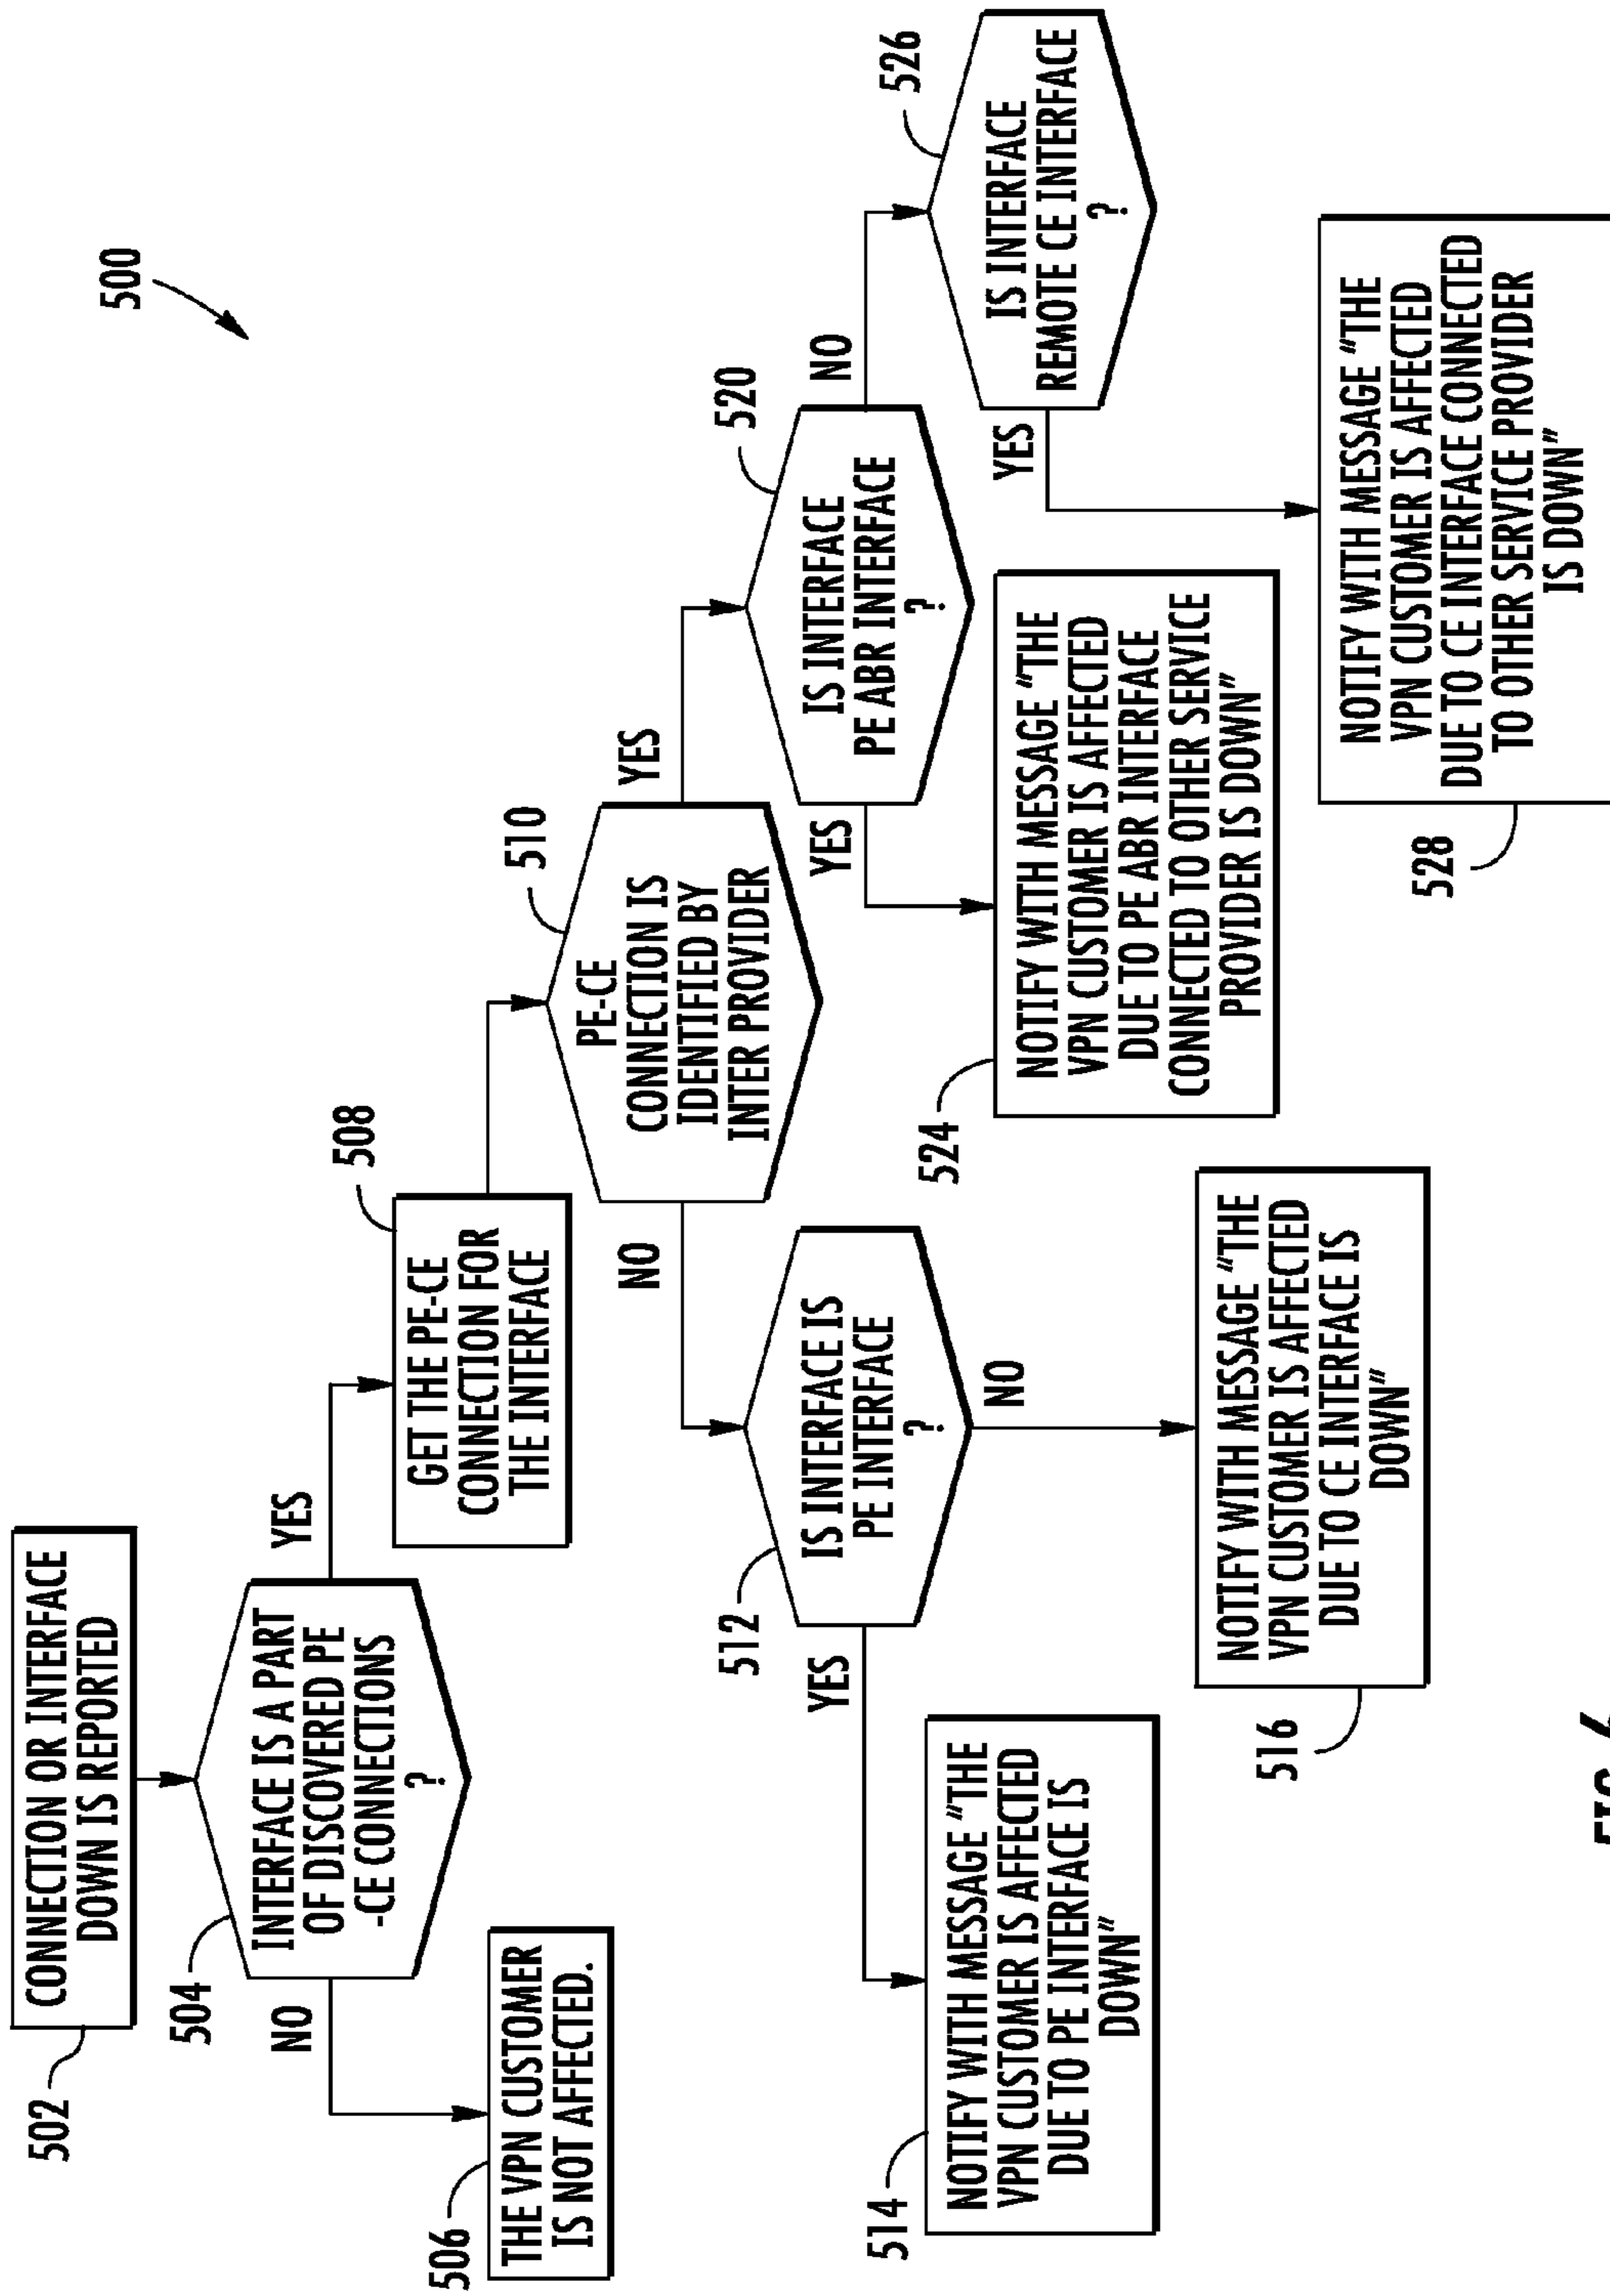 500
502
CONNECTION OR INTERFACE
DOWN IS REPORTED
504
INTERFACE IS A PART
OF DISCOVERED PE
-CE CONNECTIONS
?
NO
YES
506
THE VPN CUSTOMER
IS NOT AFFECTED.
508
GET THE PE-CE
CONNECTION FOR
THE INTERFACE
510
PE-CE
CONNECTION IS
IDENTIFIED BY
INTER PROVIDER
NO
YES
512
IS INTERFACE IS
PE INTERFACE
?
YES
NO
514
NOTIFY WITH MESSAGE "THE
VPN CUSTOMER IS AFFECTED
DUE TO PE INTERFACE IS
DOWN"
516
NOTIFY WITH MESSAGE "THE
VPN CUSTOMER IS AFFECTED
DUE TO CE INTERFACE IS
DOWN"
520
IS INTERFACE
PE ABR INTERFACE
?
YES
NO
524
NOTIFY WITH MESSAGE "THE
VPN CUSTOMER IS AFFECTED
DUE TO PE ABR INTERFACE
CONNECTED TO OTHER SERVICE
PROVIDER IS DOWN"
526
IS INTERFACE
REMOTE CE INTERFACE
?
YES
528
NOTIFY WITH MESSAGE "THE
VPN CUSTOMER IS AFFECTED
DUE TO CE INTERFACE CONNECTED
TO OTHER SERVICE PROVIDER
IS DOWN"